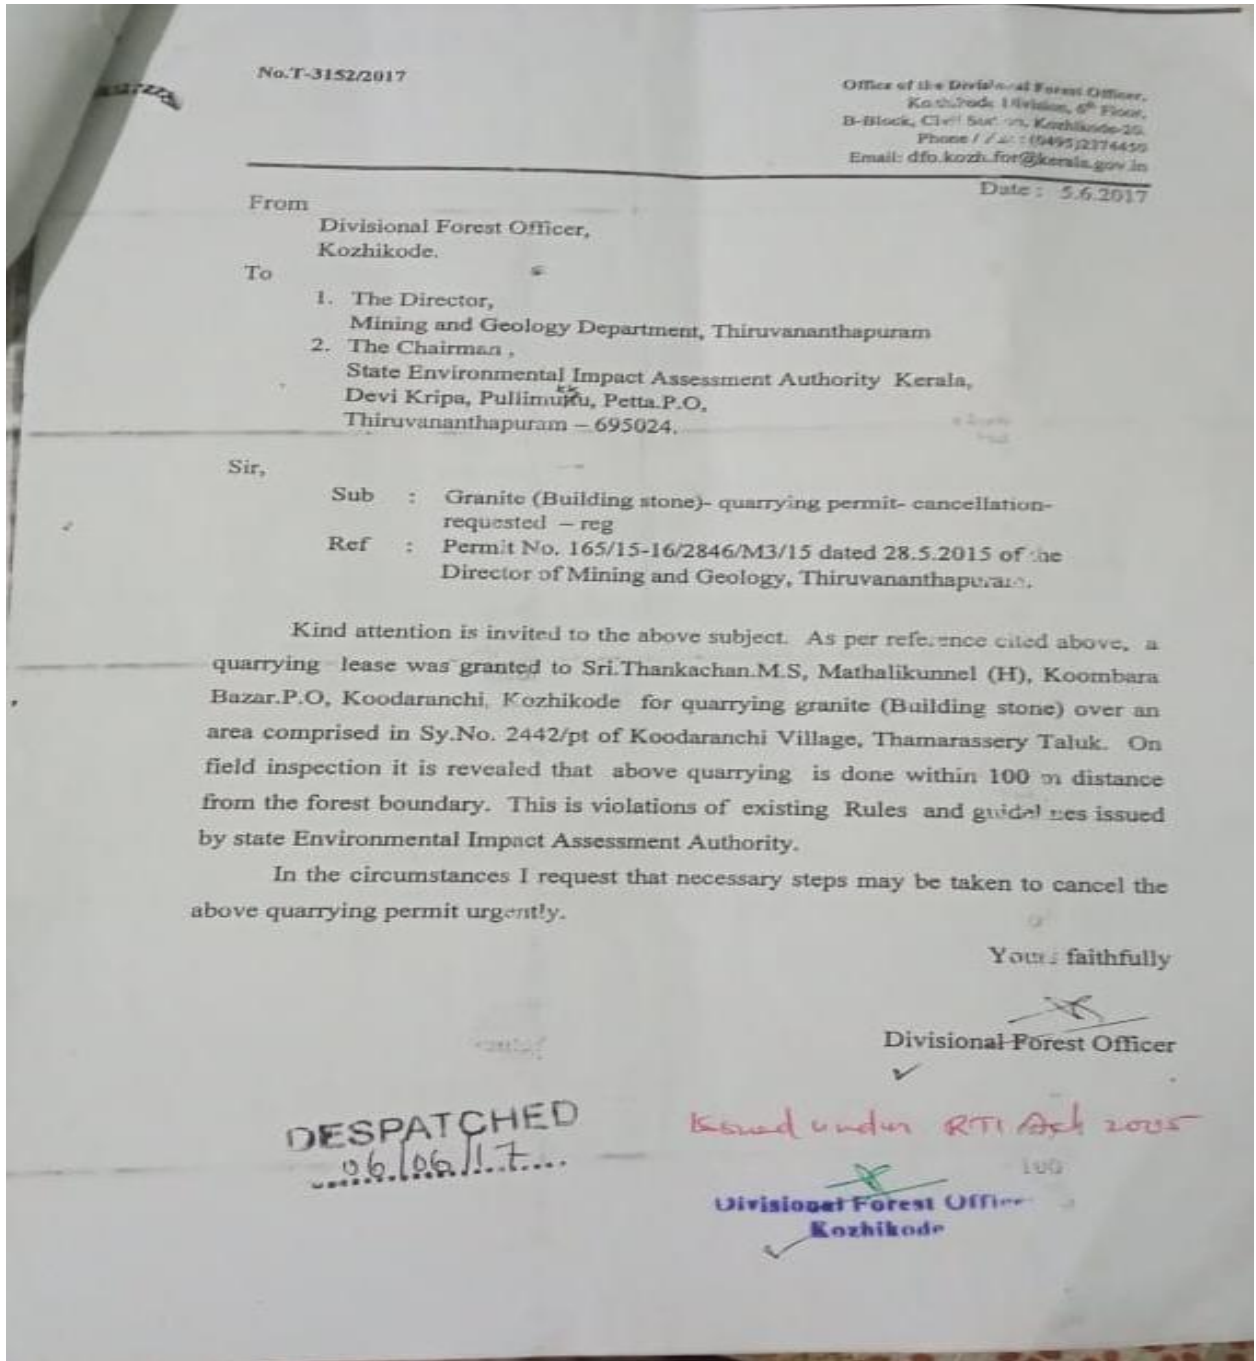 No.T-3152/2017
Office of the Divisional Forest Officer,
Kozhikode Division, 6th Floor,
B-Block, Civil Station, Kozhikode-20.
Phone / : (0495)2374450
Email: dfo.kozh.for@kerala.gov.in
Date : 5.6.2017
From
Divisional Forest Officer,
Kozhikode.
To
1. The Director,
Mining and Geology Department, Thiruvananthapuram
2. The Chairman ,
State Environmental Impact Assessment Authority Kerala,
Devi Kripa, Pullimukku, Petta.P.O,
Thiruvananthapuram – 695024.
Sir,
Sub : Granite (Building stone)- quarrying permit- cancellation-
requested – reg
Ref : Permit No. 165/15-16/2846/M3/15 dated 28.5.2015 of the
Director of Mining and Geology, Thiruvananthapuram.
Kind attention is invited to the above subject. As per reference cited above, a
quarrying lease was granted to Sri.Thankachan.M.S, Mathalikunnel (H), Koombara
Bazar.P.O, Koodaranchi, Kozhikode for quarrying granite (Building stone) over an
area comprised in Sy.No. 2442/pt of Koodaranchi Village, Thamarassery Taluk. On
field inspection it is revealed that above quarrying is done within 100 m distance
from the forest boundary. This is violations of existing Rules and guidelines issued
by state Environmental Impact Assessment Authority.
In the circumstances I request that necessary steps may be taken to cancel the
above quarrying permit urgently.
Yours faithfully
Divisional Forest Officer
DESPATCHED
06/06/17
Issued under RTI Act 2005
100
Divisional Forest Officer
Kozhikode